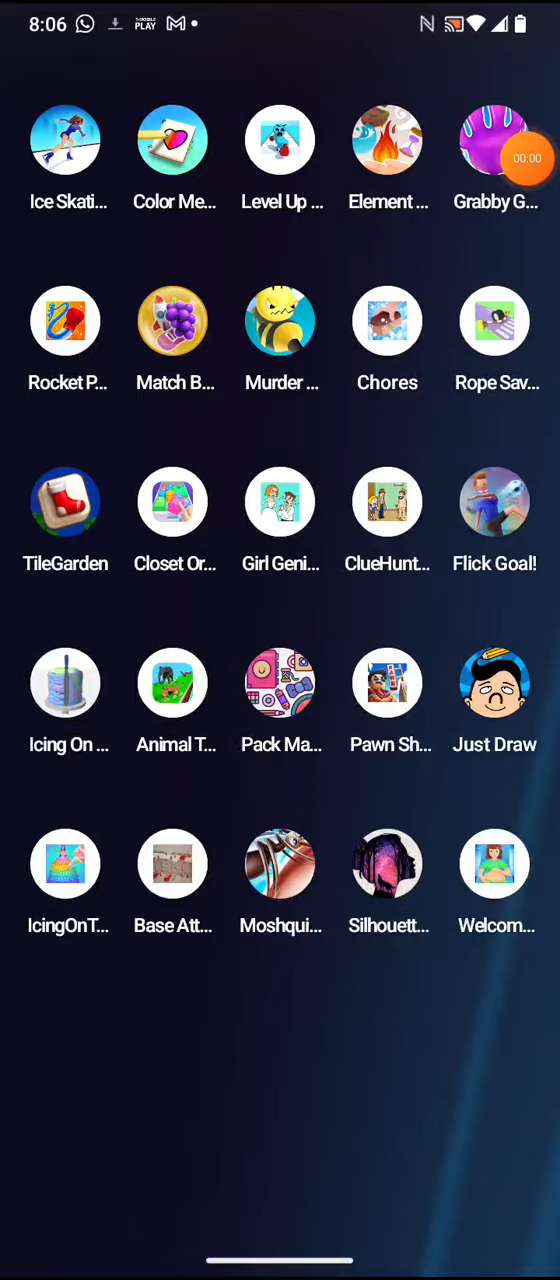 8:06
T-MOBILE
PLAY
00:00
Ice Skati... Color Me... Level Up ... Element ... Grabby G...
Rocket P... Match B... Murder ... Chores Rope Sav...
TileGarden Closet Or... Girl Geni... ClueHunt... Flick Goal!
Icing On ... Animal T... Pack Ma... Pawn Sh... Just Draw
IcingOnT... Base Att... Moshqui... Silhouett... Welcom...